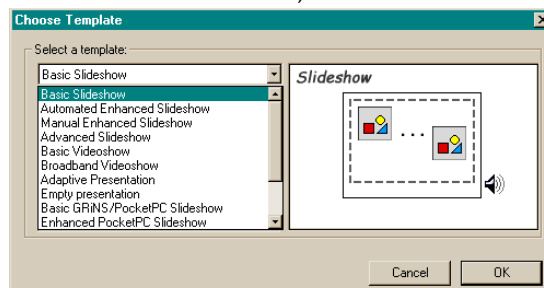 Choose Template
Select a template:
Basic Slideshow
Slideshow
Basic Slideshow
Automated Enhanced Slideshow
Manual Enhanced Slideshow
Advanced Slideshow
Basic Videoshow
Broadband Videoshow
Adaptive Presentation
Empty presentation
Basic GRiNS/PocketPC Slideshow
Enhanced PocketPC Slideshow
...
Cancel
OK